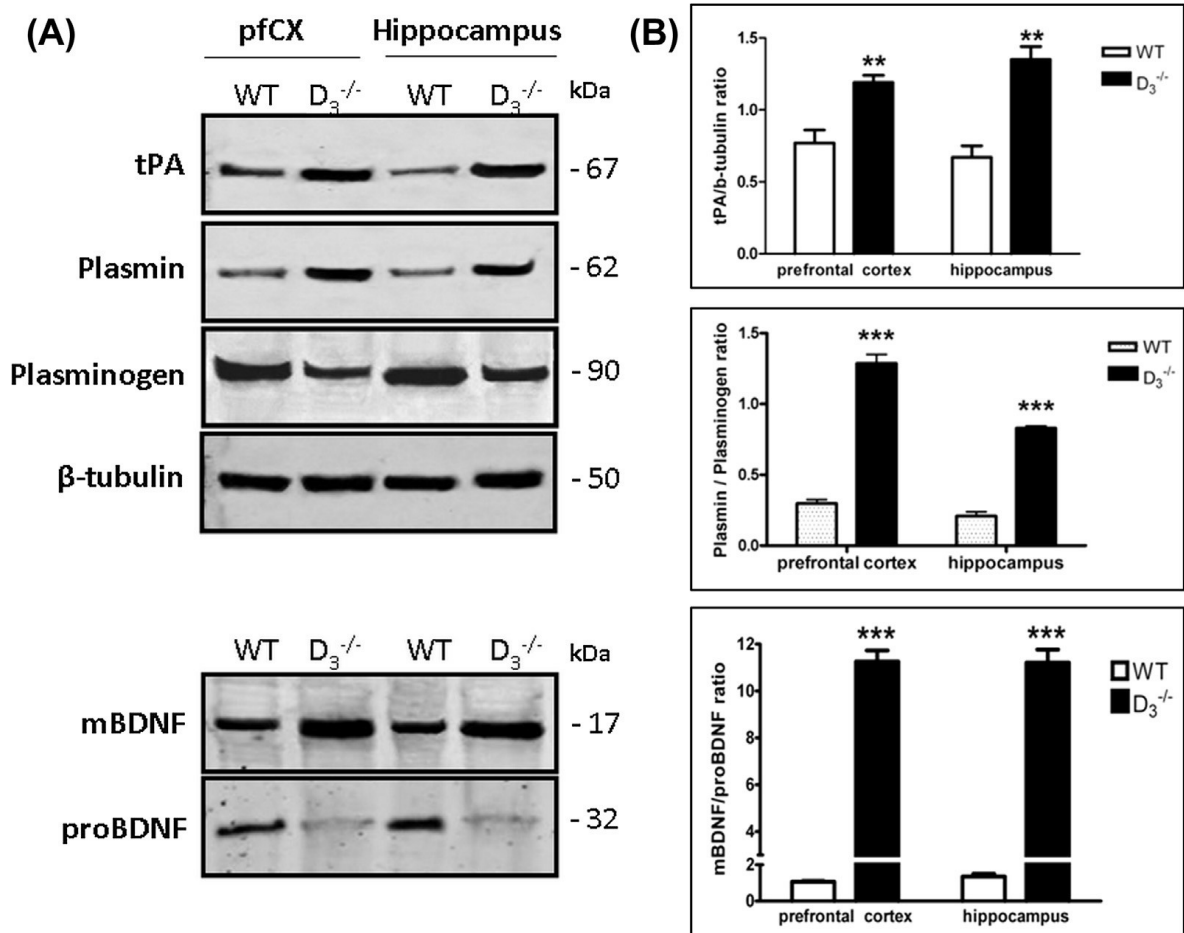 (A)
pfCX Hippocampus
WT D₃⁻/⁻ WT D₃⁻/⁻ kDa
tPA - 67
Plasmin - 62
Plasminogen - 90
β-tubulin - 50
WT D₃⁻/⁻ WT D₃⁻/⁻ kDa
mBDNF - 17
proBDNF - 32
(B)
tPA/b-tubulin ratio
1.5
1.0
0.5
0.0
** **
prefrontal cortex hippocampus
WT
D₃⁻/⁻
Plasmin / Plasminogen ratio
1.5
1.0
0.5
0.0
*** ***
prefrontal cortex hippocampus
WT
D₃⁻/⁻
mBDNF/proBDNF ratio
12
10
8
6
4
2
0
*** ***
prefrontal cortex hippocampus
WT
D₃⁻/⁻